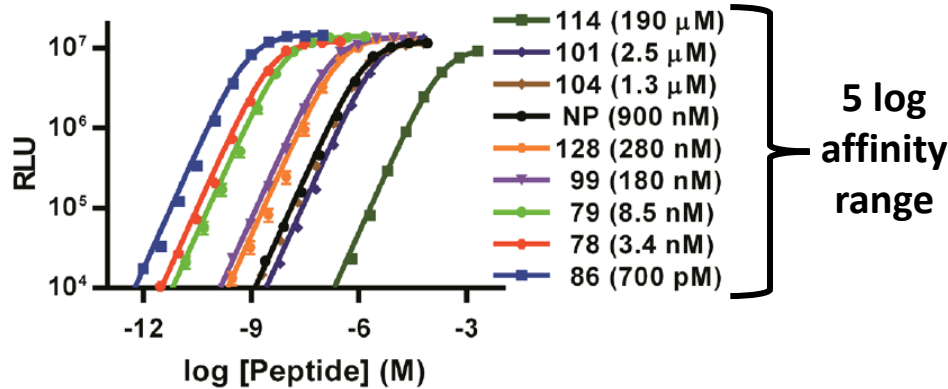 10⁷
10⁶
10⁵
10⁴
RLU
-12
-9
-6
-3
log [Peptide] (M)
114 (190 μM)
101 (2.5 μM)
104 (1.3 μM)
NP (900 nM)
128 (280 nM)
99 (180 nM)
79 (8.5 nM)
78 (3.4 nM)
86 (700 pM)
5 log
affinity
range